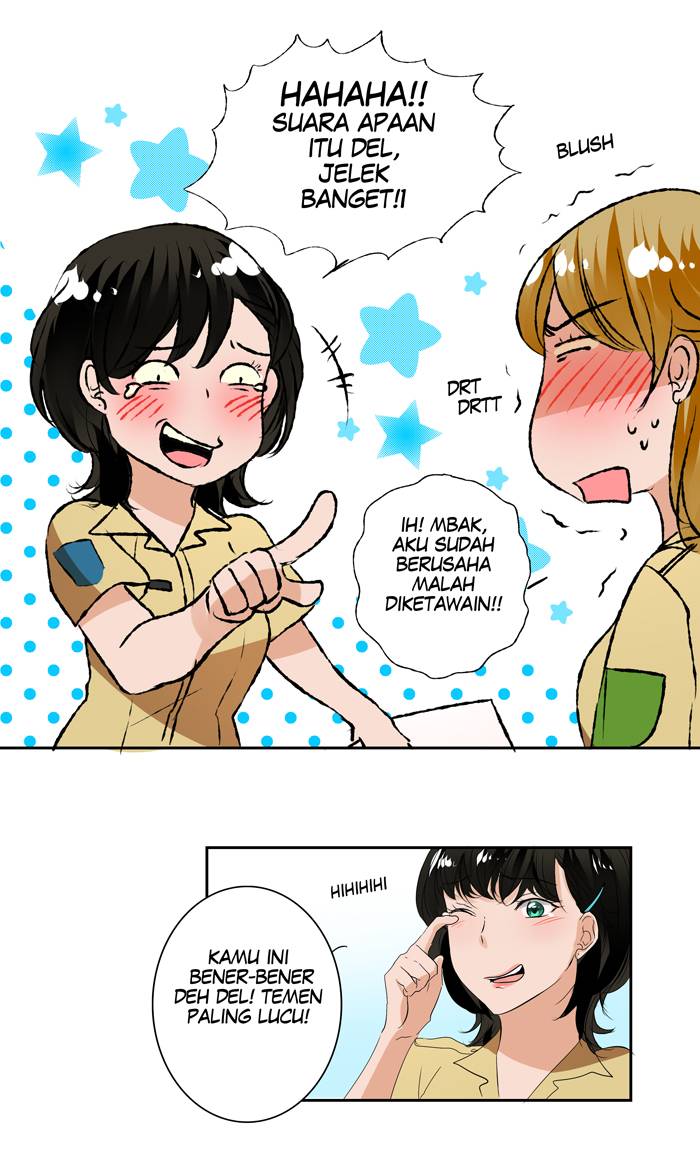 HAHAHA!!
SUARA APAAN
ITU DEL,
JELEK
BANGET!1
BLUSH
DRT
DRTT
IH! MBAK,
AKU SUDAH
BERUSAHA
MALAH
DIKETAWAIN!!
HIHIHIHI
KAMU INI
BENER-BENER
DEH DEL! TEMEN
PALING LUCU!